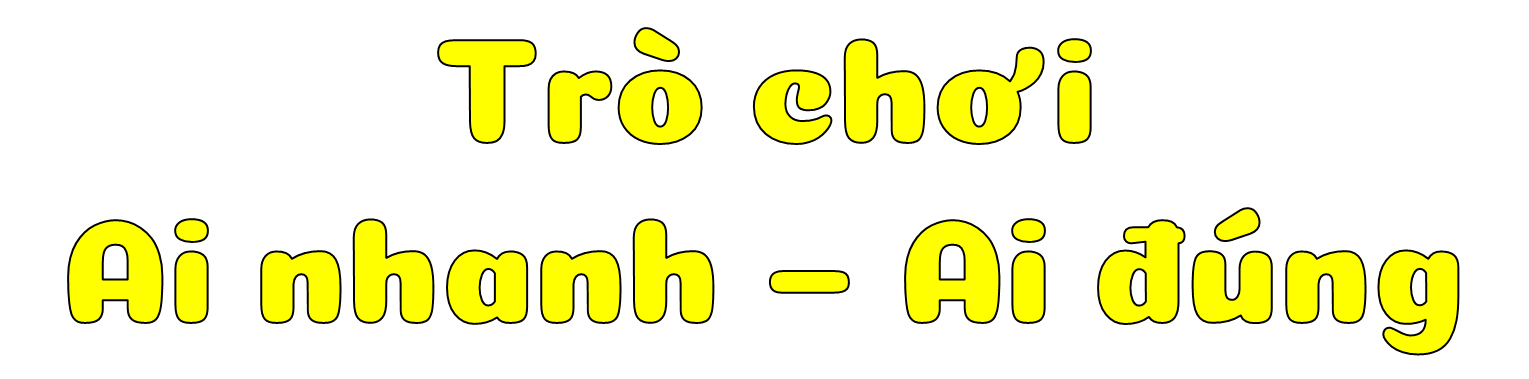 Trò chơi
Ai nhanh – Ai đúng